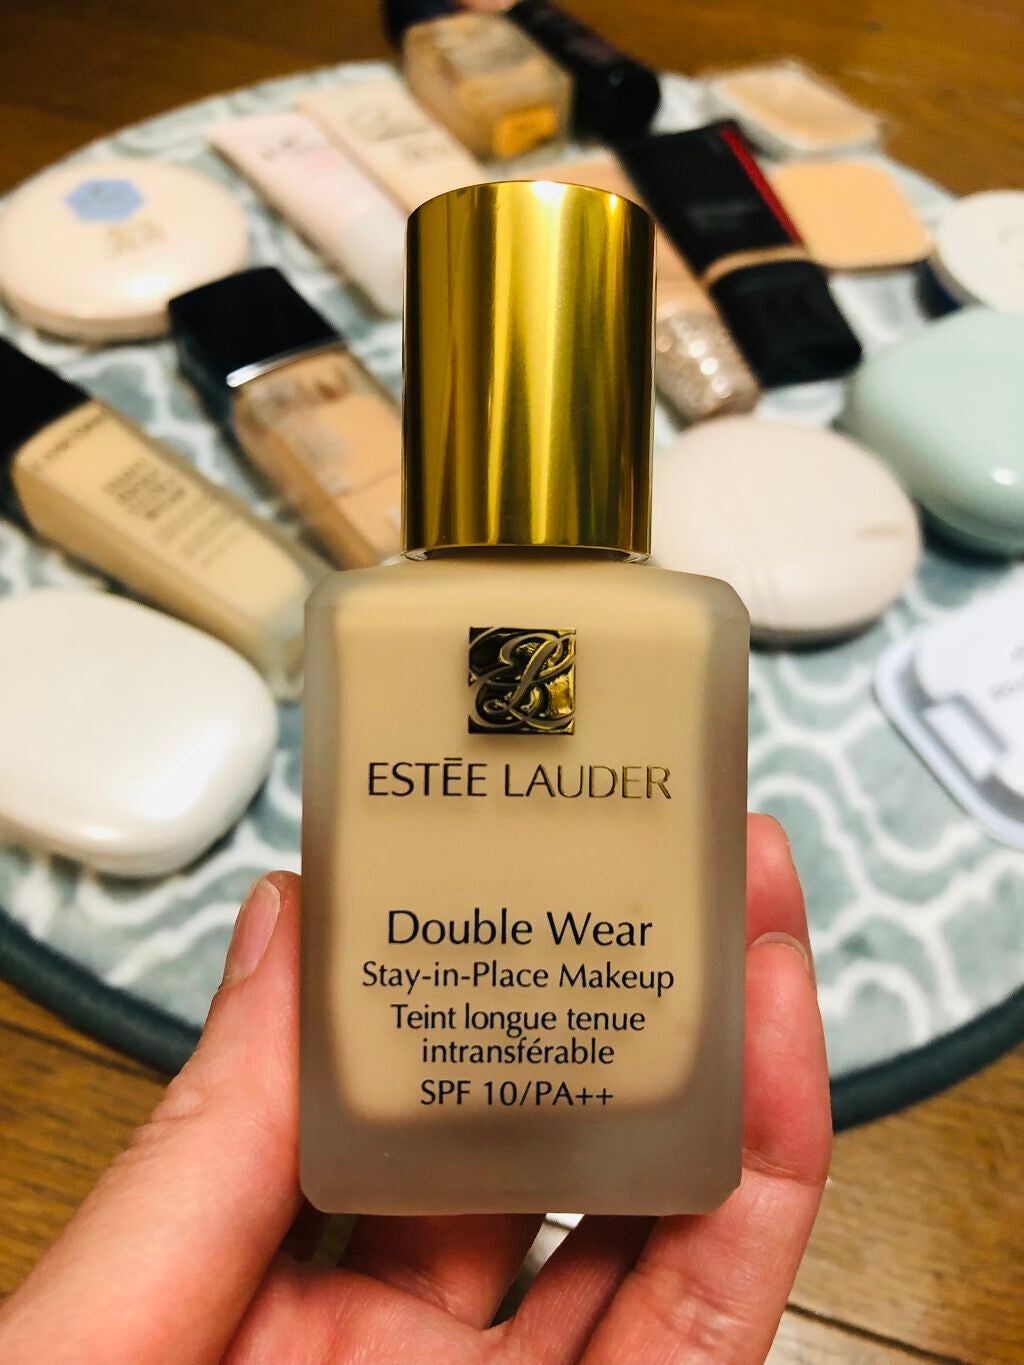 ESTĒE LAUDER
Double Wear
Stay-in-Place Makeup
Teint longue tenue
intransférable
SPF 10/PA++